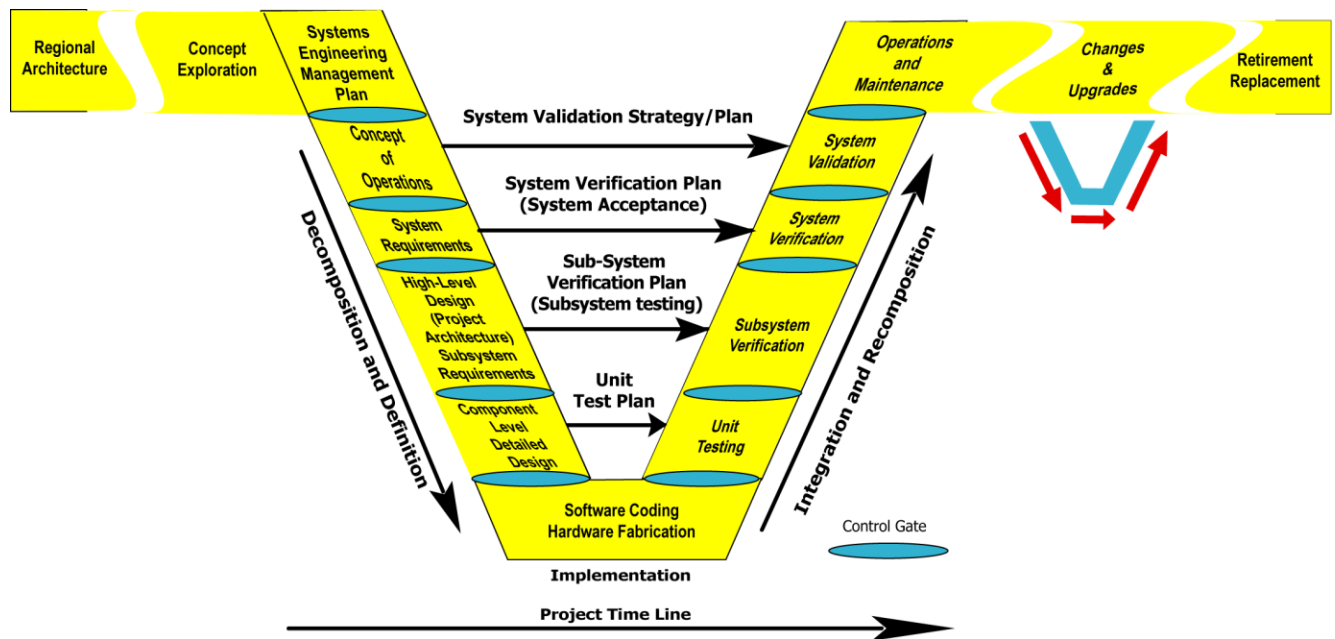 Regional
Architecture
Concept
Exploration
Systems
Engineering
Management
Plan
Concept
of
Operations
System
Requirements
High-Level
Design
(Project
Architecture)
Subsystem
Requirements
Component
Level
Detailed
Design
Software Coding
Hardware Fabrication
Implementation
Unit
Testing
Subsystem
Verification
System
Verification
System
Validation
Operations
and
Maintenance
Changes
&
Upgrades
Retirement
Replacement
System Validation Strategy/Plan
System Verification Plan
(System Acceptance)
Sub-System
Verification Plan
(Subsystem testing)
Unit
Test Plan
Decomposition and Definition
Integration and Recomposition
Control Gate
Project Time Line